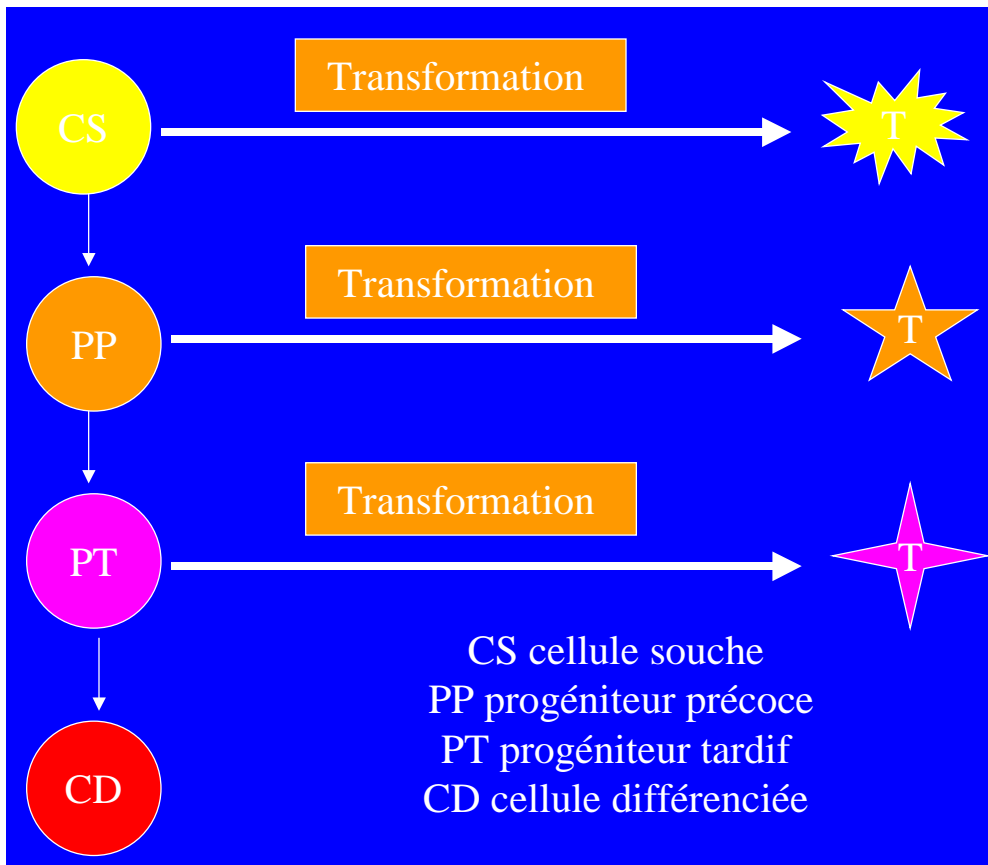 Transformation
CS
T
Transformation
PP
T
Transformation
PT
T
CS cellule souche
PP progéniteur précoce
PT progéniteur tardif
CD cellule différenciée
CD